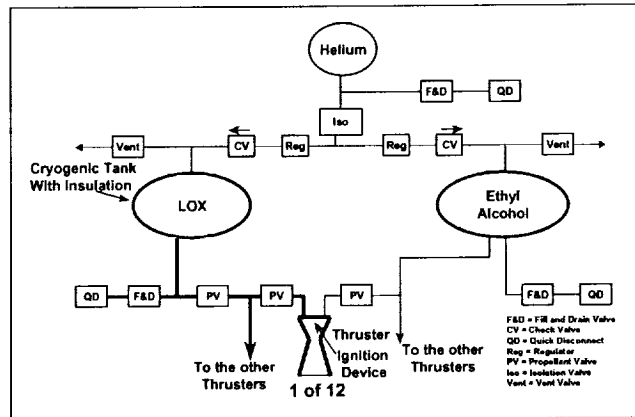 Helium
F&D
QD
Iso
Vent
CV
Reg
Reg
CV
Vent
Cryogenic Tank
With Insulation
LOX
Ethyl
Alcohol
QD
F&D
PV
PV
PV
F&D
QD
Thruster
Ignition
Device
To the other
Thrusters
1 of 12
To the other
Thrusters
F&D = Fill and Drain Valve
CV = Check Valve
QD = Quick Disconnect
Reg = Regulator
PV = Propellant Valve
Iso = Isolation Valve
Vent = Vent Valve